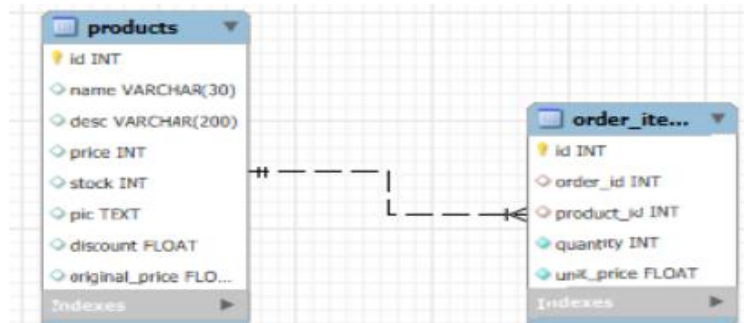 products
id INT
name VARCHAR(30)
desc VARCHAR(200)
price INT
stock INT
pic TEXT
discount FLOAT
original_price FLO...
Indexes
order_ite...
id INT
order_id INT
product_id INT
quantity INT
unit_price FLOAT
Indexes